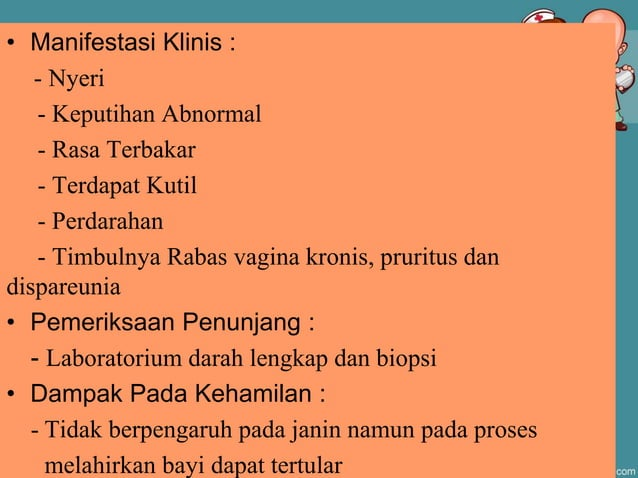 • Manifestasi Klinis :
- Nyeri
- Keputihan Abnormal
- Rasa Terbakar
- Terdapat Kutil
- Perdarahan
- Timbulnya Rabas vagina kronis, pruritus dan
dispareunia
• Pemeriksaan Penunjang :
- Laboratorium darah lengkap dan biopsi
• Dampak Pada Kehamilan :
- Tidak berpengaruh pada janin namun pada proses
melahirkan bayi dapat tertular
com